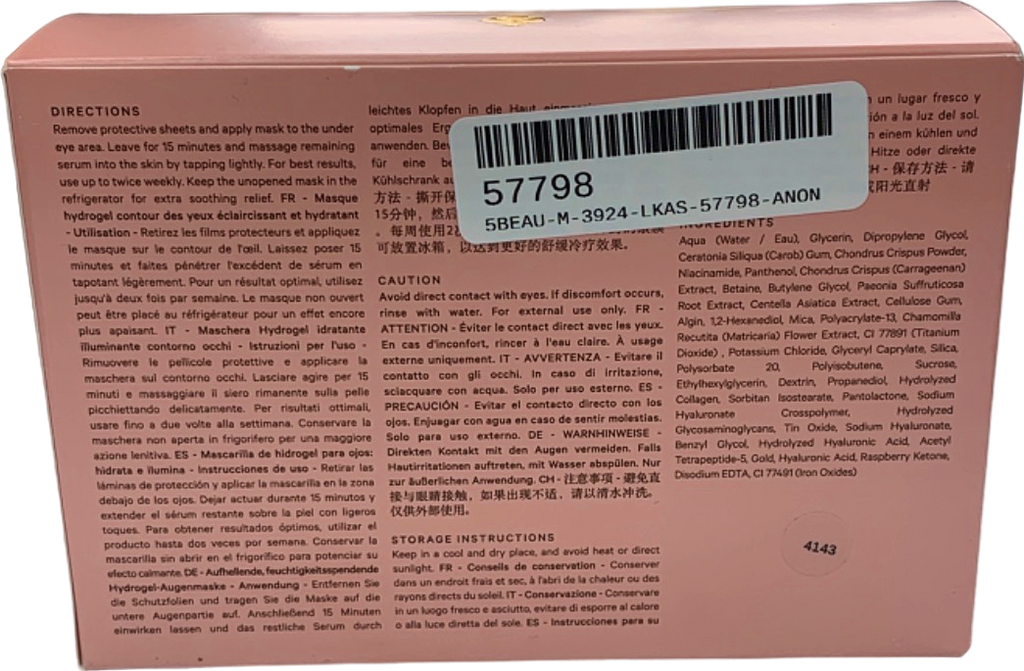 DIRECTIONS
Remove protective sheets and apply mask to the under
eye area. Leave for 15 minutes and massage remaining
serum into the skin by tapping lightly. For best results,
use up to twice weekly. Keep the unopened mask in the
refrigerator for extra soothing relief. FR - Masque
hydrogel contour des yeux éclaircissant et hydratant
- Utilisation - Retirez les films protecteurs et appliquez
le masque sur le contour de l'œil. Laissez poser 15
minutes et faites pénétrer l'excédent de sérum en
tapotant légèrement. Pour un résultat optimal, utilisez
jusqu'à deux fois par semaine. Le masque non ouvert
peut être placé au réfrigérateur pour un effet encore
plus apaisant. IT - Maschera Hydrogel idratante
illuminante contorno occhi - Istruzioni per l'uso -
Rimuovere le pellicole protettive e applicare la
maschera sul contorno occhi. Lasciare agire per 15
minuti e massaggiare il siero rimanente sulla pelle
picchiettando delicatamente. Per risultati ottimali,
usare fino a due volte alla settimana. Conservare la
maschera non aperta in frigorifero per una maggiore
azione lenitiva. ES - Mascarilla de hidrogel para ojos:
hidrata e ilumina - Instrucciones de uso - Retirar las
láminas de protección y aplicar la mascarilla en la zona
debajo de los ojos. Dejar actuar durante 15 minutos y
extender el sérum restante sobre la piel con ligeros
toques. Para obtener resultados óptimos, utilizar el
producto hasta dos veces por semana. Conservar la
mascarilla sin abrir en el frigorífico para potenciar su
efecto calmante. DE - Aufhellende, feuchtigkeitsspendende
Hydrogel-Augenmaske - Anwendung - Entfernen Sie
die Schutzfolien und tragen Sie die Maske auf die
untere Augenpartie auf. Anschließend 15 Minuten
einwirken lassen und das restliche Serum durch
leichtes Klopfen in die Haut
optimales
anwenden.
für eine
Kühlschrank
方法 - 撕开
15分钟，然后
。每周使用2
可放置冰箱，以达到更好的舒缓冷疗效果。
CAUTION
Avoid direct contact with eyes. If discomfort occurs,
rinse with water. For external use only. FR -
ATTENTION - Éviter le contact direct avec les yeux.
En cas d'inconfort, rincer à l'eau claire. À usage
externe uniquement. IT - AVVERTENZA - Evitare il
contatto con gli occhi. In caso di irritazione,
sciacquare con acqua. Solo per uso esterno. ES -
PRECAUCIÓN - Evitar el contacto directo con los
ojos. Enjuagar con agua en caso de sentir molestias.
Solo para uso externo. DE - WARNHINWEISE -
Direkten Kontakt mit den Augen vermeiden. Falls
Hautirritationen auftreten, mit Wasser abspülen. Nur
zur äußerlichen Anwendung. CH - 注意事项 - 避免直
接与眼睛接触，如果出现不适，请以清水冲洗。
仅供外部使用。
STORAGE INSTRUCTIONS
Keep in a cool and dry place, and avoid heat or direct
sunlight. FR - Conseils de conservation - Conserver
dans un endroit frais et sec, à l'abri de la chaleur ou des
rayons directs du soleil. IT - Conservazione - Conservare
in un luogo fresco e asciutto, evitare di esporre al calore
o alla luce diretta del sole. ES - Instrucciones para su
un lugar fresco y
a la luz del sol.
einem kühlen und
Hitze oder direkte
- 保存方法 - 请
阳光直射
57798
5BEAU-M-3924-LKAS-57798-ANON
INGREDIENTS
Aqua (Water / Eau), Glycerin, Dipropylene Glycol,
Ceratonia Siliqua (Carob) Gum, Chondrus Crispus Powder,
Niacinamide, Panthenol, Chondrus Crispus (Carrageenan)
Extract, Betaine, Butylene Glycol, Paeonia Suffruticosa
Root Extract, Centella Asiatica Extract, Cellulose Gum,
Algin, 1,2-Hexanediol, Mica, Polyacrylate-13, Chamomilla
Recutita (Matricaria) Flower Extract, CI 77891 (Titanium
Dioxide) , Potassium Chloride, Glyceryl Caprylate, Silica,
Polysorbate 20, Polyisobutene, Sucrose,
Ethylhexylglycerin, Dextrin, Propanediol, Hydrolyzed
Collagen, Sorbitan Isostearate, Pantolactone, Sodium
Hyaluronate Crosspolymer, Hydrolyzed
Glycosaminoglycans, Tin Oxide, Sodium Hyaluronate,
Benzyl Glycol, Hydrolyzed Hyaluronic Acid, Acetyl
Tetrapeptide-5, Gold, Hyaluronic Acid, Raspberry Ketone,
Disodium EDTA, CI 77491 (Iron Oxides)
4143